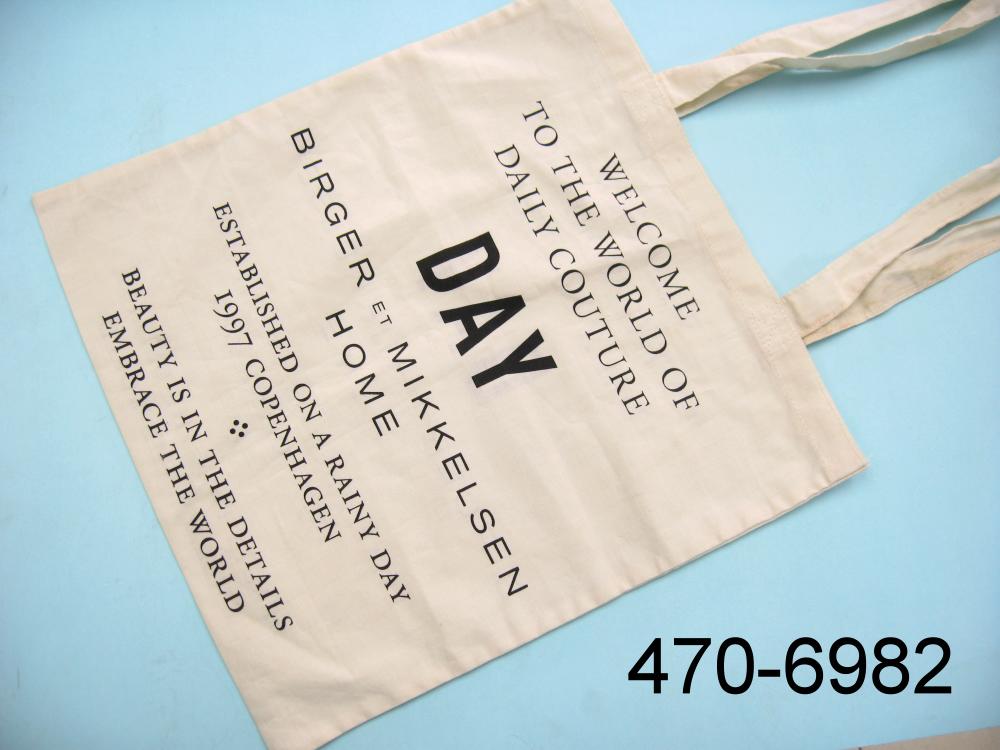 WELCOME
TO THE WORLD OF
DAILY COUTURE
DAY
BIRGER ET MIKKELSEN
HOME
ESTABLISHED ON A RAINY DAY
1997 COPENHAGEN
BEAUTY IS IN THE DETAILS
EMBRACE THE WORLD
470-6982